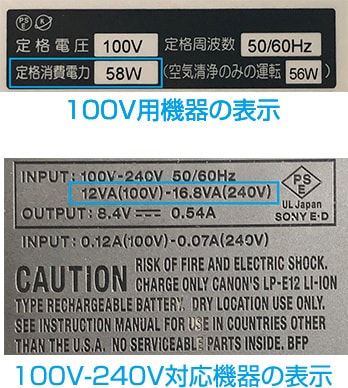 PSE
定格電圧 100V 定格周波数 50/60Hz
定格消費電力 58W (空気清浄のみの運転 56W)
100V用機器の表示
INPUT: 100V-240V 50/60Hz
12VA(100V)-16.8VA(240V)
OUTPUT: 8.4V⎓ 0.54A
PSE
UL Japan
SONY E·D
INPUT: 0.12A(100V)-0.07A(240V)
CAUTION RISK OF FIRE AND ELECTRIC SHOCK.
CHARGE ONLY CANON'S LP-E12 LI-ION
TYPE RECHARGEABLE BATTERY. DRY LOCATION USE ONLY.
SEE INSTRUCTION MANUAL FOR USE IN COUNTRIES OTHER
THAN THE U.S. NO SERVICEABLE PARTS INSIDE. BFP
100V-240V対応機器の表示